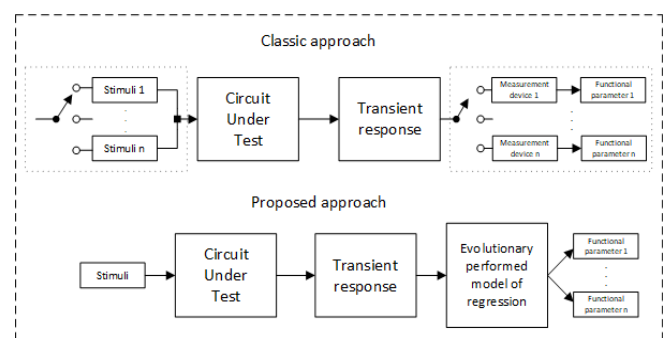 Classic approach
Stimuli 1
.
.
Stimuli n
Circuit
Under
Test
Transient
response
Measurement
device 1
Functional
parameter 1
.
.
.
.
Measurement
device n
Functional
parameter n
Proposed approach
Stimuli
Circuit
Under
Test
Transient
response
Evolutionary
performed
model of
regression
Functional
parameter 1
.
.
.
Functional
parameter n